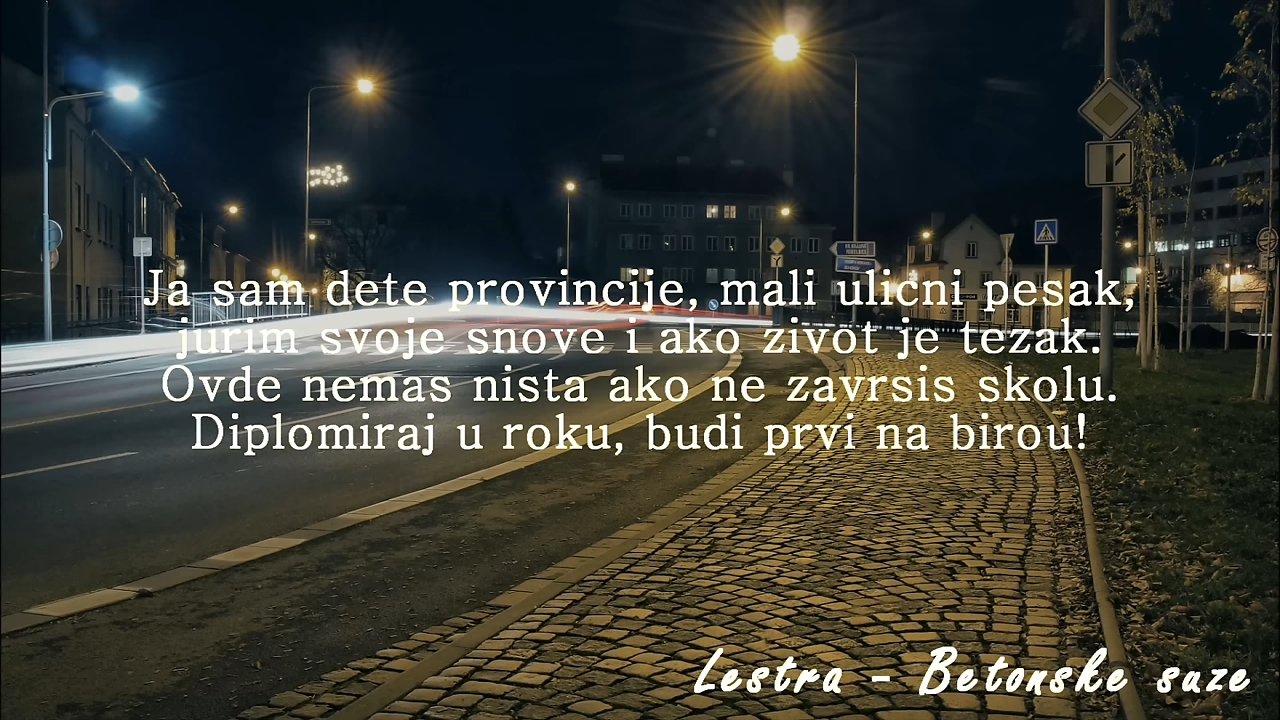 Ja sam dete provincije, mali ulicni pesak,
jurim svoje snove i ako zivot je tezak.
Ovde nemas nista ako ne zavrsis skolu.
Diplomiraj u roku, budi prvi na birou!
Lestra - Betonske suze